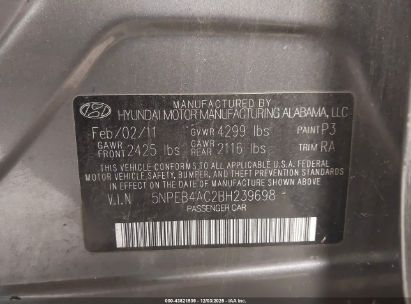 MANUFACTURED BY
HYUNDAI MOTOR MANUFACTURING ALABAMA, LLC
Feb/02/11 GVWR 4299 lbs PAINT P3
GAWR FRONT 2425 lbs GAWR REAR 2116 lbs TRIM RA
THIS VEHICLE CONFORMS TO ALL APPLICABLE U.S.A. FEDERAL
MOTOR VEHICLE SAFETY, BUMPER, AND THEFT PREVENTION
STANDARDS IN EFFECT ON THE DATE OF MANUFACTURE SHOWN ABOVE.
V.I.N 5NPEB4AC2BH239698
PASSENGER CAR